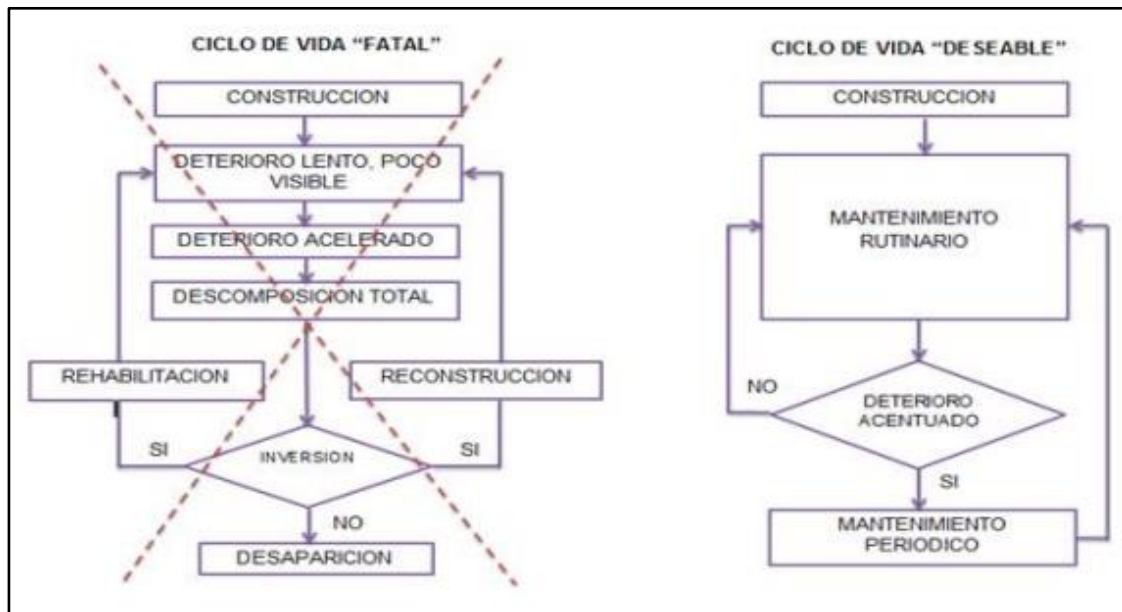 CICLO DE VIDA "FATAL"
CONSTRUCCION
DETERIORO LENTO, POCO
VISIBLE
DETERIORO ACELERADO
DESCOMPOSICION TOTAL
REHABILITACION
RECONSTRUCCION
SI
INVERSION
SI
NO
DESAPARICION
CICLO DE VIDA "DESEABLE"
CONSTRUCCION
MANTENIMIENTO
RUTINARIO
NO
DETERIORO
ACENTUADO
SI
MANTENIMIENTO
PERIODICO